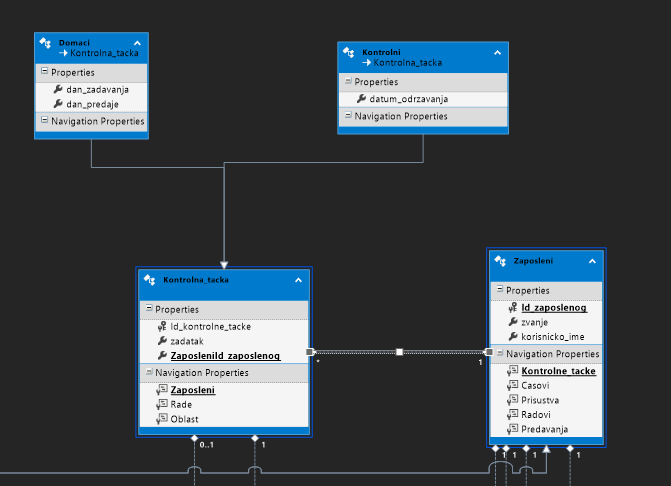 Domaci
Kontrolna_tacka
Properties
dan_zadavanja
dan_predaje
Navigation Properties
Kontrolni
Kontrolna_tacka
Properties
datum_odrzavanja
Navigation Properties
Kontrolna_tacka
Properties
Id_kontrolne_tacke
zadatak
ZaposleniId_zaposlenog
Navigation Properties
Zaposleni
Rade
Oblast
* 1
Zaposleni
Properties
Id_zaposlenog
zvanje
korisnicko_ime
Navigation Properties
Kontrolne_tacke
Casovi
Prisustva
Radovi
Predavanja
0..1 1
1 1 1 1